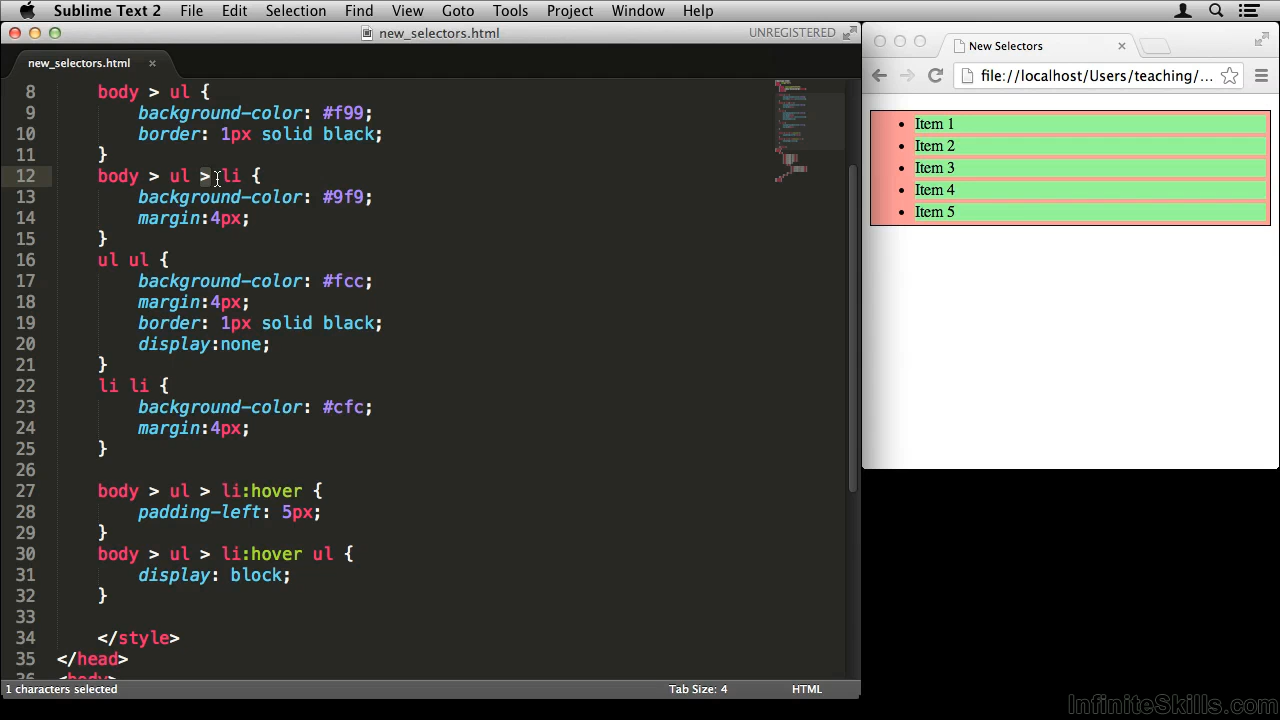 Sublime Text 2 File Edit Selection Find View Goto Tools Project Window Help
new_selectors.html UNREGISTERED
new_selectors.html ×
8 body > ul {
9 background-color: #f99;
10 border: 1px solid black;
11 }
12 body > ul > li {
13 background-color: #9f9;
14 margin:4px;
15 }
16 ul ul {
17 background-color: #fcc;
18 margin:4px;
19 border: 1px solid black;
20 display:none;
21 }
22 li li {
23 background-color: #cfc;
24 margin:4px;
25 }
26
27 body > ul > li:hover {
28 padding-left: 5px;
29 }
30 body > ul > li:hover ul {
31 display: block;
32 }
33
34 </style>
35 </head>
36 <body>
1 characters selected Tab Size: 4 HTML
New Selectors ×
file://localhost/Users/teaching/...
• Item 1
• Item 2
• Item 3
• Item 4
• Item 5
InfiniteSkills.com